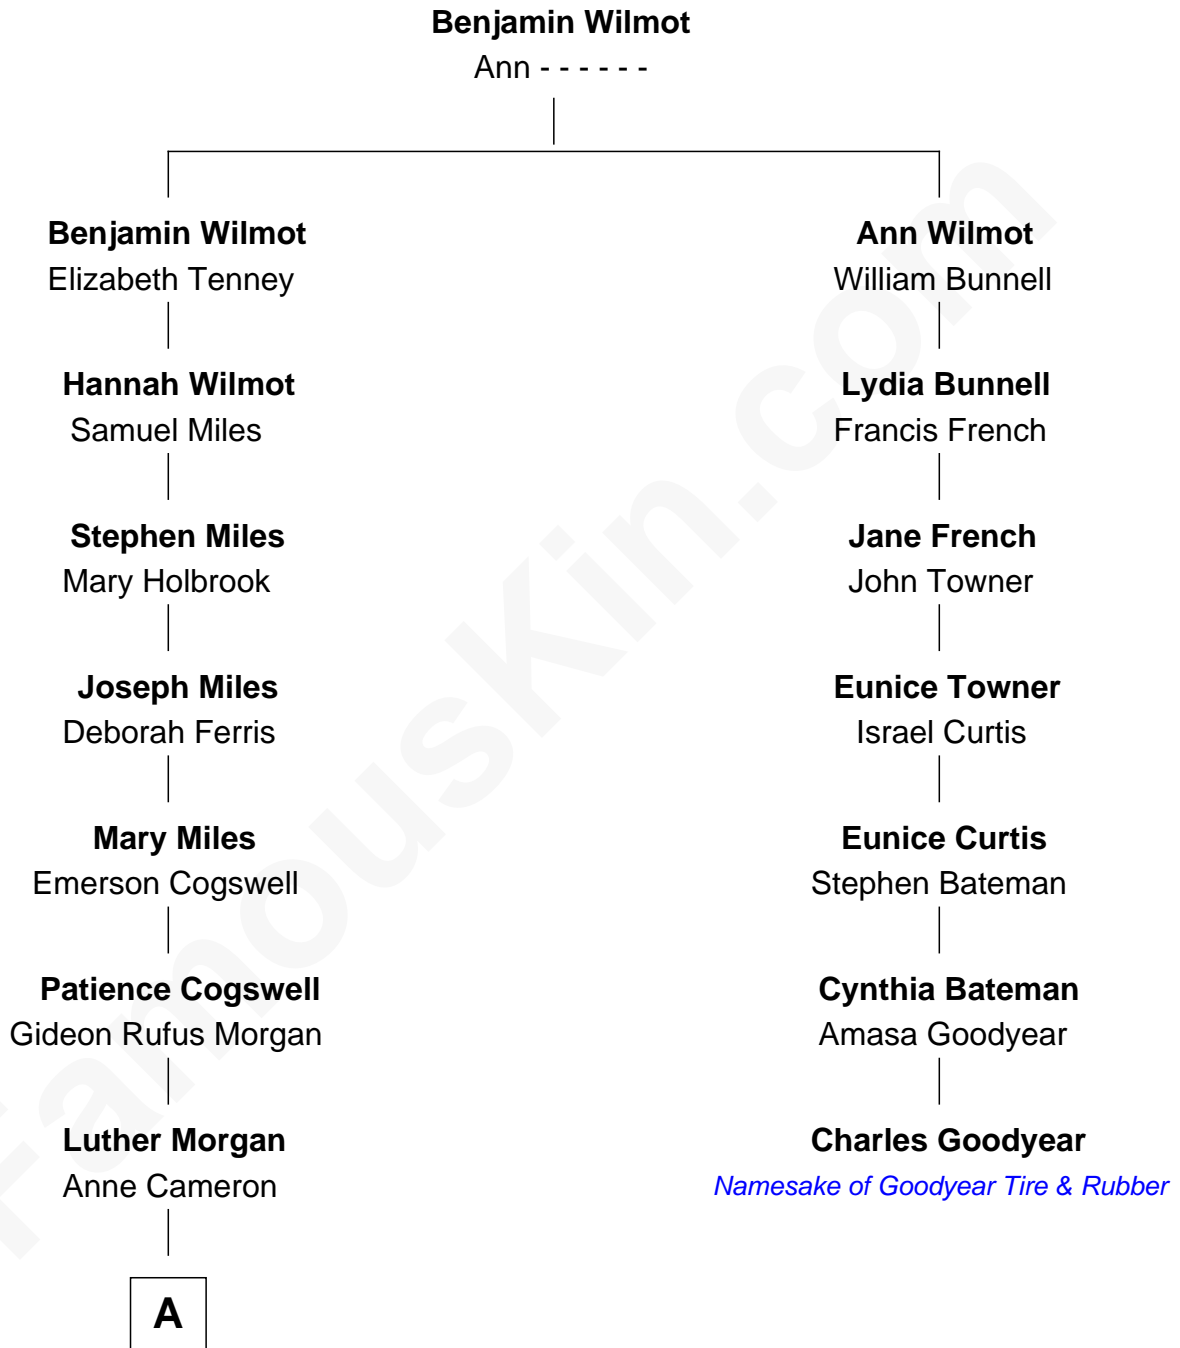 Benjamin Wilmot
Ann - - - - - -
Benjamin Wilmot
Elizabeth Tenney
Hannah Wilmot
Samuel Miles
Stephen Miles
Mary Holbrook
Joseph Miles
Deborah Ferris
Mary Miles
Emerson Cogswell
Patience Cogswell
Gideon Rufus Morgan
Luther Morgan
Anne Cameron
A
Ann Wilmot
William Bunnell
Lydia Bunnell
Francis French
Jane French
John Towner
Eunice Towner
Israel Curtis
Eunice Curtis
Stephen Bateman
Cynthia Bateman
Amasa Goodyear
Charles Goodyear
Namesake of Goodyear Tire & Rubber
FamousKin.com